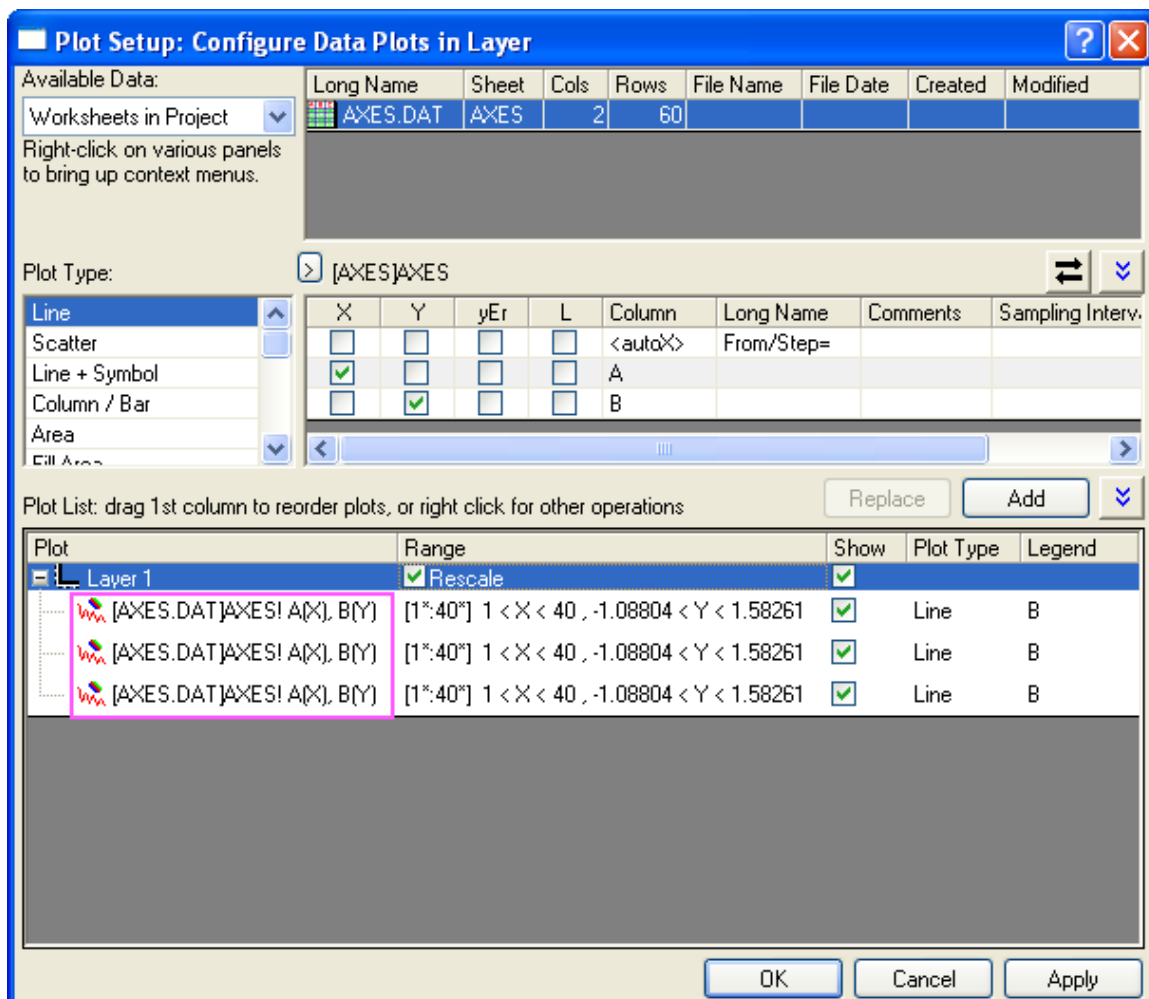 Plot Setup: Configure Data Plots in Layer
Available Data:
Worksheets in Project
Right-click on various panels
to bring up context menus.
Long Name Sheet Cols Rows File Name File Date Created Modified
AXES.DAT AXES 2 60
Plot Type:
> [AXES]AXES
Line
Scatter
Line + Symbol
Column / Bar
Area
Fill Area
X Y yEr L Column Long Name Comments Sampling Interv
<autoX> From/Step=
A
B
Plot List: drag 1st column to reorder plots, or right click for other operations
Replace Add
Plot Range Show Plot Type Legend
Layer 1 Rescale
[AXES.DAT]AXES! A(X), B(Y) [1*:40*] 1 < X < 40 , -1.08804 < Y < 1.58261 Line B
[AXES.DAT]AXES! A(X), B(Y) [1*:40*] 1 < X < 40 , -1.08804 < Y < 1.58261 Line B
[AXES.DAT]AXES! A(X), B(Y) [1*:40*] 1 < X < 40 , -1.08804 < Y < 1.58261 Line B
OK Cancel Apply